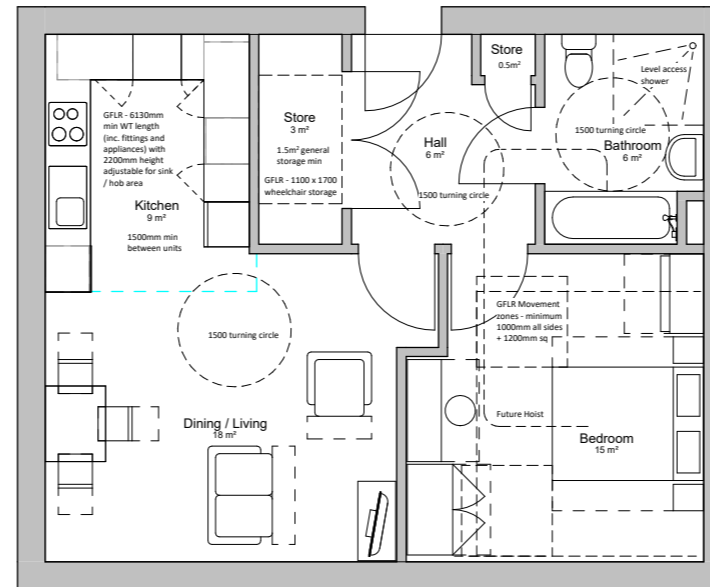 GFLR - 6130mm
min WT length
(inc. fittings and
appliances) with
2200mm height
adjustable for sink
/ hob area
Kitchen
9 m²
1500mm min
between units
Store
3 m²
1.5m² general
storage min
GFLR - 1100 x 1700
wheelchair storage
Hall
6 m²
1500 turning circle
Store
0.5m²
Level access
shower
1500 turning circle
Bathroom
6 m²
1500 turning circle
Dining / Living
18 m²
GFLR Movement
zones - minimum
1000mm all sides
+ 1200mm sq
Future Hoist
Bedroom
15 m²